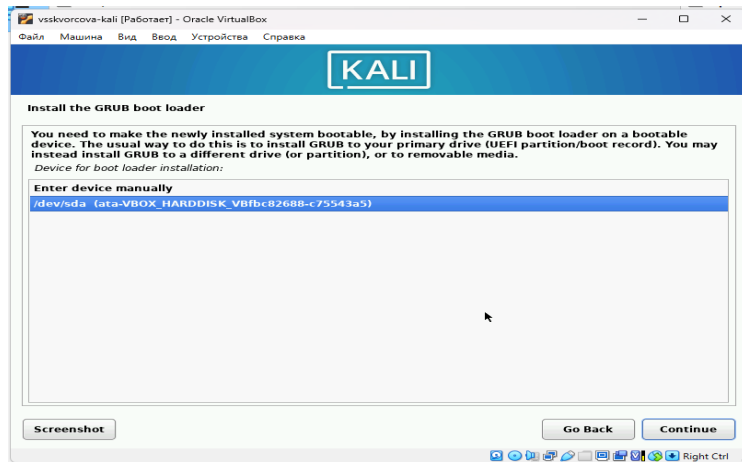 vsskvorcova-kali [Работает] - Oracle VirtualBox
Файл Машина Вид Ввод Устройства Справка
KALI
Install the GRUB boot loader
You need to make the newly installed system bootable, by installing the GRUB boot loader on a bootable
device. The usual way to do this is to install GRUB to your primary drive (UEFI partition/boot record). You may
instead install GRUB to a different drive (or partition), or to removable media.
Device for boot loader installation:
Enter device manually
/dev/sda (ata-VBOX_HARDDISK_VBfbc82688-c75543a5)
Screenshot
Go Back
Continue
Right Ctrl